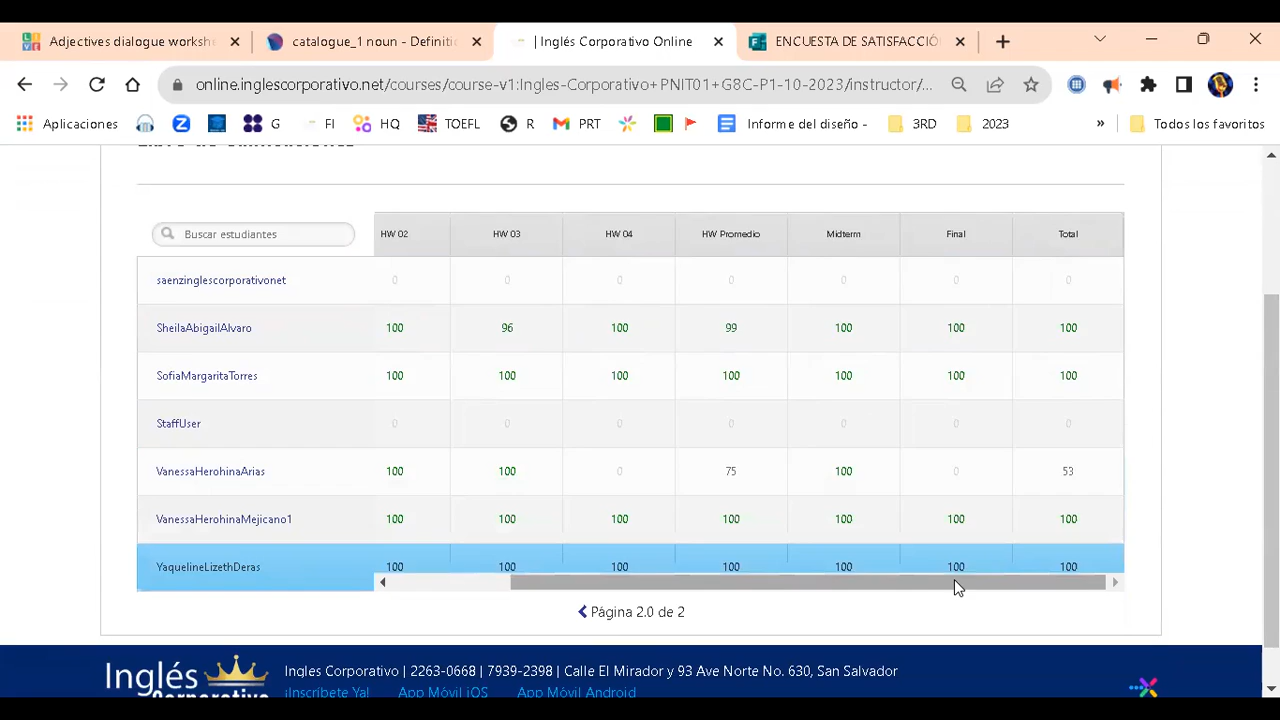 Adjectives dialogue worksh
catalogue_1 noun - Definiti
| Inglés Corporativo Online
ENCUESTA DE SATISFACCIÓ
online.inglescorporativo.net/courses/course-v1:Ingles-Corporativo+PNIT01+G8C-P1-10-2023/instructor/...
Aplicaciones G FI HQ TOEFL R PRT Informe del diseño - 3RD 2023 » Todos los favoritos
Buscar estudiantes HW 02 HW 03 HW 04 HW Promedio Midterm Final Total
saenzinglescorporativonet 0 0 0 0 0 0 0
SheilaAbigailAlvaro 100 96 100 99 100 100 100
SofiaMargaritaTorres 100 100 100 100 100 100 100
StaffUser 0 0 0 0 0 0 0
VanessaHerohinaArias 100 100 0 75 100 0 53
VanessaHerohinaMejicano1 100 100 100 100 100 100 100
YaquelineLizethDeras 100 100 100 100 100 100 100
Página 2.0 de 2
Inglés Corporativo
Ingles Corporativo | 2263-0668 | 7939-2398 | Calle El Mirador y 93 Ave Norte No. 630, San Salvador
¡Inscríbete Ya! App Móvil iOS App Móvil Android